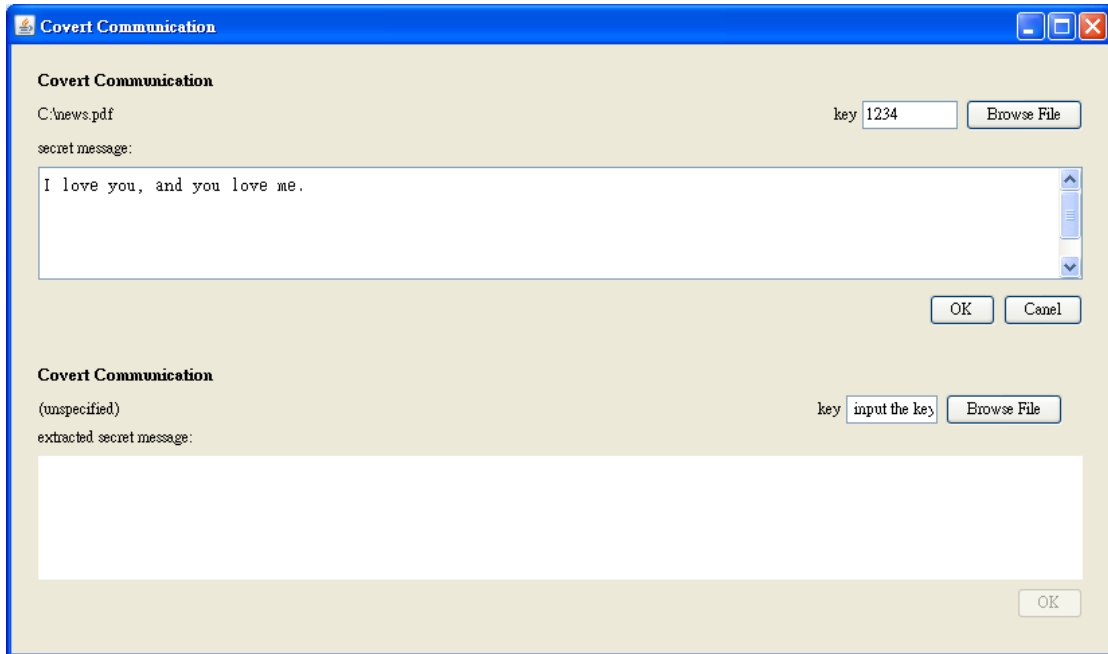 Covert Communication
Covert Communication
C:\news.pdf key 1234 Browse File
secret message:
I love you, and you love me.
OK Canel
Covert Communication
(unspecified) key input the key Browse File
extracted secret message:
OK